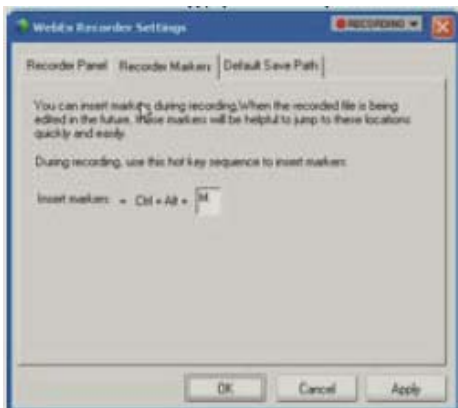 WebEx Recorder Settings
RECORDING
Recorder Panel Recorder Markers Default Save Path
You can insert markers during recording.When the recorded file is being
edited in the future, these markers will be helpful to jump to these locations
quickly and easily.
During recording, use this hot key sequence to insert markers
Insert markers = Ctrl + Alt + M
OK Cancel Apply